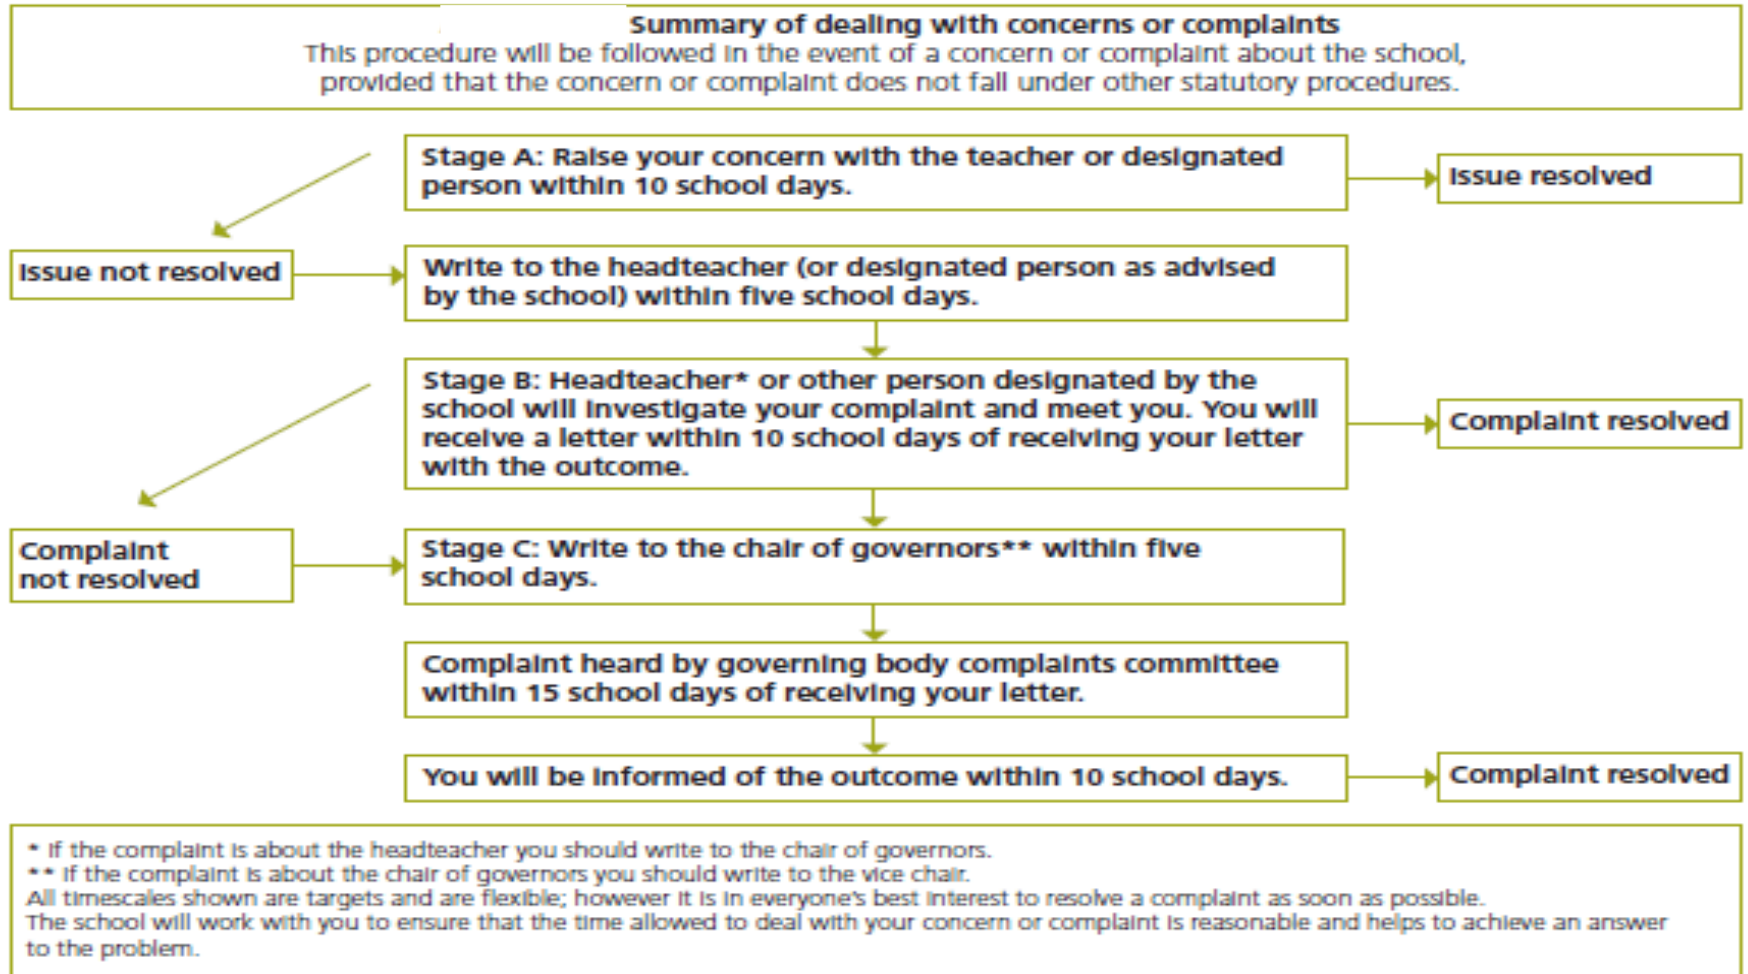 Summary of dealing with concerns or complaints
This procedure will be followed in the event of a concern or complaint about the school,
provided that the concern or complaint does not fall under other statutory procedures.
Stage A: Raise your concern with the teacher or designated
person within 10 school days.
Issue resolved
Issue not resolved
Write to the headteacher (or designated person as advised
by the school) within five school days.
Stage B: Headteacher* or other person designated by the
school will investigate your complaint and meet you. You will
receive a letter within 10 school days of receiving your letter
with the outcome.
Complaint resolved
Complaint
not resolved
Stage C: Write to the chair of governors** within five
school days.
Complaint heard by governing body complaints committee
within 15 school days of receiving your letter.
You will be informed of the outcome within 10 school days.
Complaint resolved
* If the complaint is about the headteacher you should write to the chair of governors.
** If the complaint is about the chair of governors you should write to the vice chair.
All timescales shown are targets and are flexible; however it is in everyone's best interest to resolve a complaint as soon as possible.
The school will work with you to ensure that the time allowed to deal with your concern or complaint is reasonable and helps to achieve an answer
to the problem.